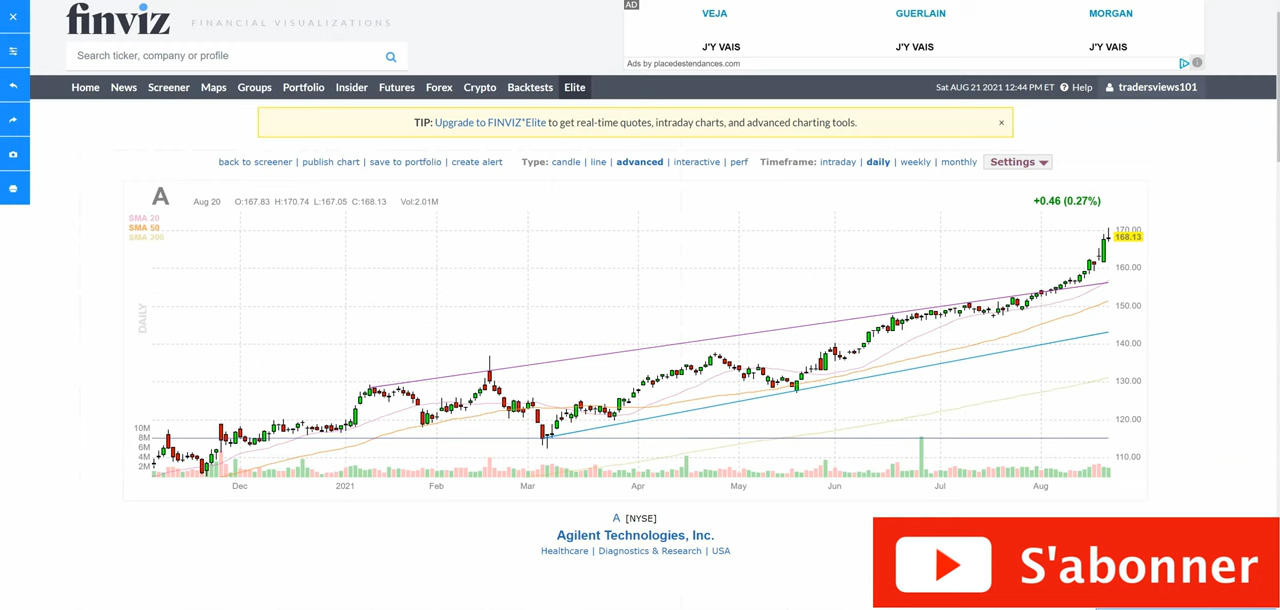 finviz FINANCIAL VISUALIZATIONS
Search ticker, company or profile
AD
VEJA GUERLAIN MORGAN
J'Y VAIS J'Y VAIS J'Y VAIS
Ads by placedestendances.com
Home News Screener Maps Groups Portfolio Insider Futures Forex Crypto Backtests Elite Sat AUG 21 2021 12:44 PM ET Help tradersviews101
TIP: Upgrade to FINVIZ*Elite to get real-time quotes, intraday charts, and advanced charting tools. ×
back to screener | publish chart | save to portfolio | create alert Type: candle | line | advanced | interactive | perf Timeframe: intraday | daily | weekly | monthly Settings
A Aug 20 O:167.83 H:170.74 L:167.05 C:168.13 Vol:2.01M +0.46 (0.27%)
SMA 20
SMA 50
SMA 200
DAILY
170.00
168.13
160.00
150.00
140.00
130.00
120.00
110.00
10M
8M
6M
4M
2M
Dec 2021 Feb Mar Apr May Jun Jul Aug
A [NYSE]
Agilent Technologies, Inc.
Healthcare | Diagnostics & Research | USA
S'abonner